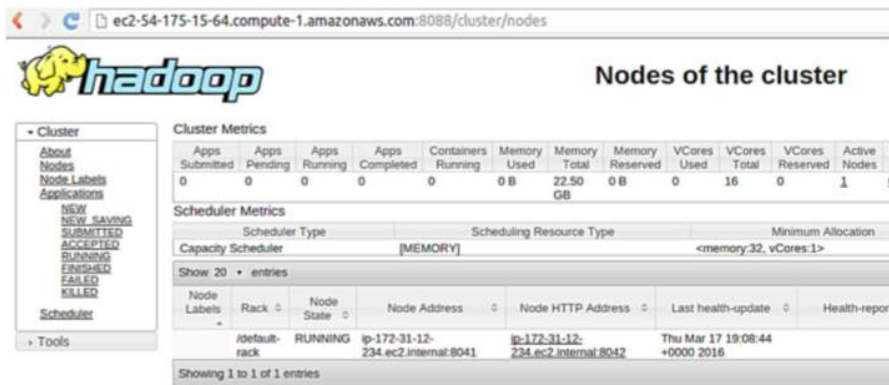 ec2-54-175-15-64.compute-1.amazonaws.com:8088/cluster/nodes
hadoop
Nodes of the cluster
Cluster
About
Nodes
Node Labels
Applications
NEW
NEW SAVING
SUBMITTED
ACCEPTED
RUNNING
FINISHED
FAILED
KILLED
Scheduler
Tools
Cluster Metrics
Apps Submitted Apps Pending Apps Running Apps Completed Containers Running Memory Used Memory Total Memory Reserved VCores Used VCores Total VCores Reserved Active Nodes
0 0 0 0 0 0 B 22.50 GB 0 B 0 16 0 1
Scheduler Metrics
Scheduler Type Scheduling Resource Type Minimum Allocation
Capacity Scheduler [MEMORY] <memory:32, vCores:1>
Show 20 entries
Node Labels Rack Node State Node Address Node HTTP Address Last health-update Health-repor
/default-rack RUNNING ip-172-31-12-234.ec2.internal:8041 ip-172-31-12-234.ec2.internal:8042 Thu Mar 17 19:08:44 +0000 2016
Showing 1 to 1 of 1 entries